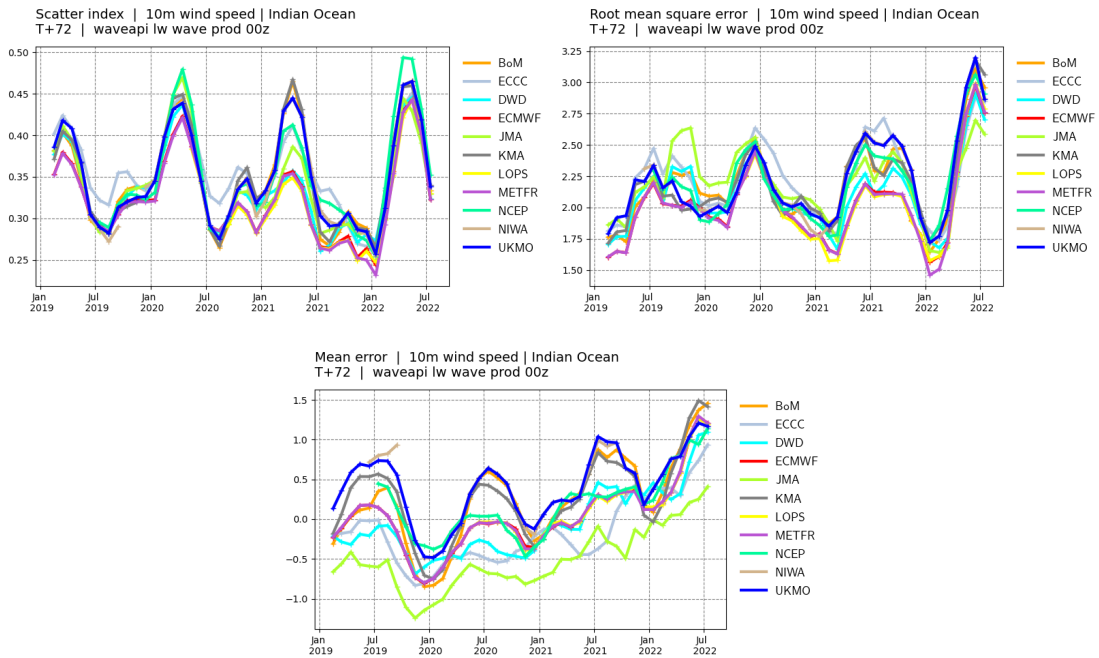 Scatter index | 10m wind speed | Indian Ocean
T+72 | waveapi lw wave prod 00z
0.50
0.45
0.40
0.35
0.30
0.25
Jan
2019
Jul
2019
Jan
2020
Jul
2020
Jan
2021
Jul
2021
Jan
2022
Jul
2022
BoM
ECCC
DWD
ECMWF
JMA
KMA
LOPS
METFR
NCEP
NIWA
UKMO
Root mean square error | 10m wind speed | Indian Ocean
T+72 | waveapi lw wave prod 00z
3.25
3.00
2.75
2.50
2.25
2.00
1.75
1.50
Jan
2019
Jul
2019
Jan
2020
Jul
2020
Jan
2021
Jul
2021
Jan
2022
Jul
2022
BoM
ECCC
DWD
ECMWF
JMA
KMA
LOPS
METFR
NCEP
NIWA
UKMO
Mean error | 10m wind speed | Indian Ocean
T+72 | waveapi lw wave prod 00z
1.5
1.0
0.5
0.0
−0.5
−1.0
Jan
2019
Jul
2019
Jan
2020
Jul
2020
Jan
2021
Jul
2021
Jan
2022
Jul
2022
BoM
ECCC
DWD
ECMWF
JMA
KMA
LOPS
METFR
NCEP
NIWA
UKMO